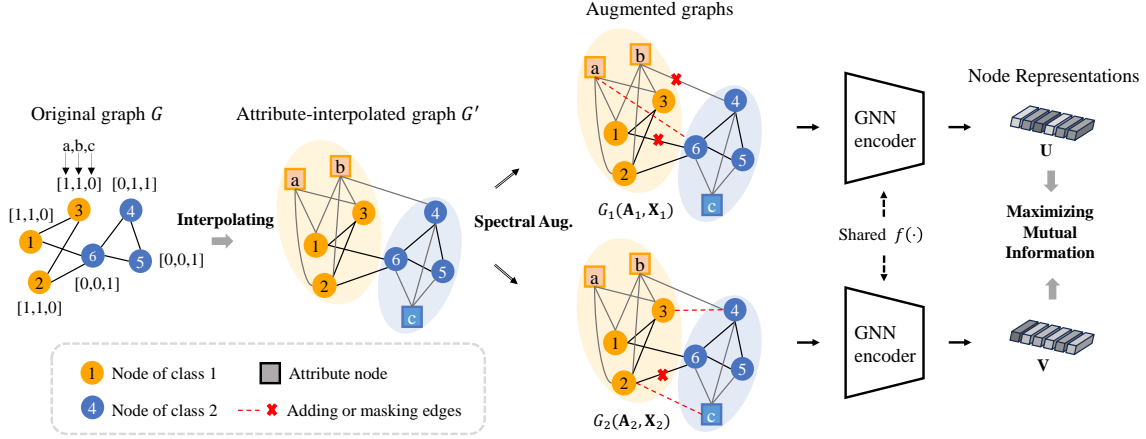 Augmented graphs
Original graph G
a,b,c
[1,1,0]
[0,1,1]
[1,1,0]
3
4
1
6
5
2
[0,0,1]
[0,0,1]
[1,1,0]
Interpolating
Attribute-interpolated graph G′
a
b
3
4
1
6
5
2
c
Spectral Aug.
a
b
3
4
1
6
5
2
c
G₁(A₁, X₁)
a
b
3
4
1
6
5
2
c
G₂(A₂, X₂)
GNN
encoder
Shared f(·)
GNN
encoder
Node Representations
U
Maximizing
Mutual
Information
V
1 Node of class 1
Attribute node
4 Node of class 2
Adding or masking edges